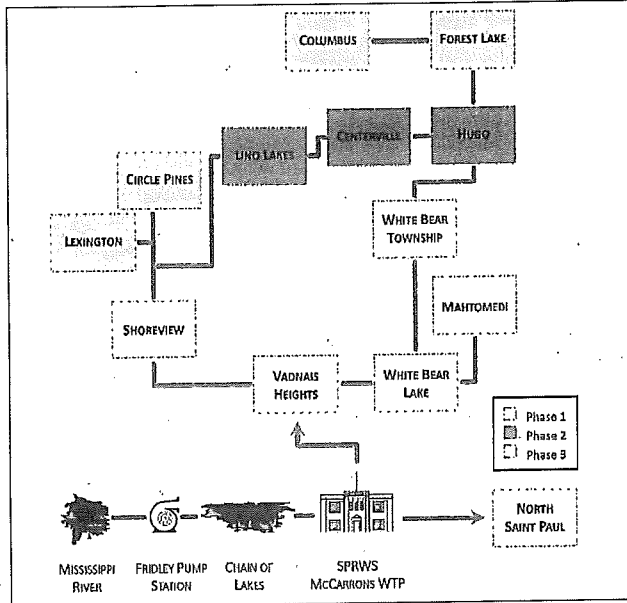 COLUMBUS
FOREST LAKE
LINO LAKES
CENTERVILLE
HUGO
CIRCLE PINES
LEXINGTON
WHITE BEAR
TOWNSHIP
MAHTOMEDI
SHOREVIEW
VADNAIS
HEIGHTS
WHITE BEAR
LAKE
Phase 1
Phase 2
Phase 3
NORTH
SAINT PAUL
MISSISSIPPI
RIVER
FRIDLEY PUMP
STATION
CHAIN OF
LAKES
SPRWS
MCCARRONS WTP